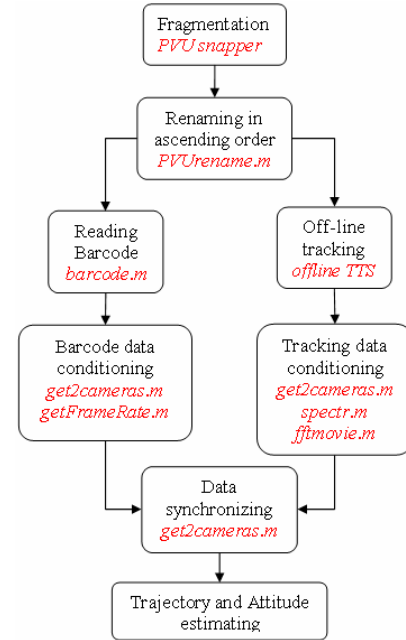 Fragmentation
PVU snapper
Renaming in
ascending order
PVUrename.m
Reading
Barcode
barcode.m
Off-line
tracking
offline TTS
Barcode data
conditioning
get2cameras.m
getFrameRate.m
Tracking data
conditioning
get2cameras.m
spectr.m
fftmovie.m
Data
synchronizing
get2cameras.m
Trajectory and Attitude
estimating